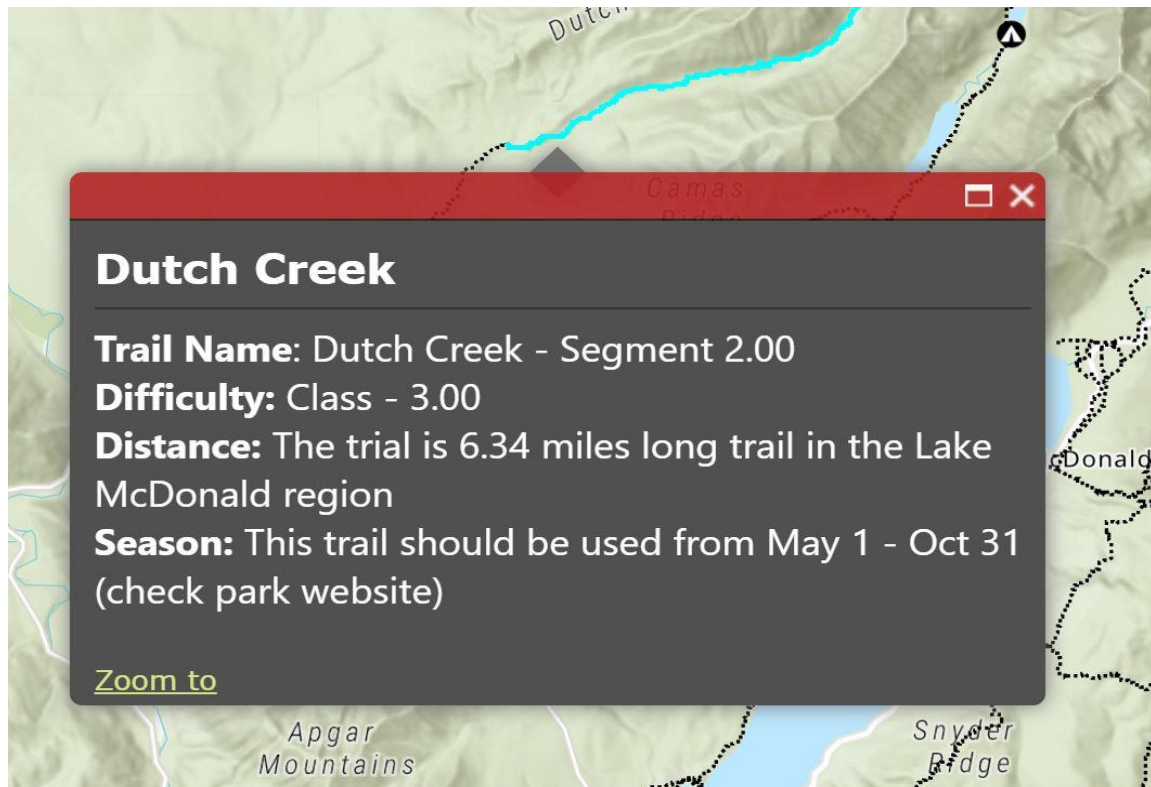 Dutch
Camas
Ridge
Dutch Creek
Trail Name: Dutch Creek - Segment 2.00
Difficulty: Class - 3.00
Distance: The trial is 6.34 miles long trail in the Lake
McDonald region
Season: This trail should be used from May 1 - Oct 31
(check park website)
Zoom to
Donald
Apgar
Mountains
Snyder
Ridge